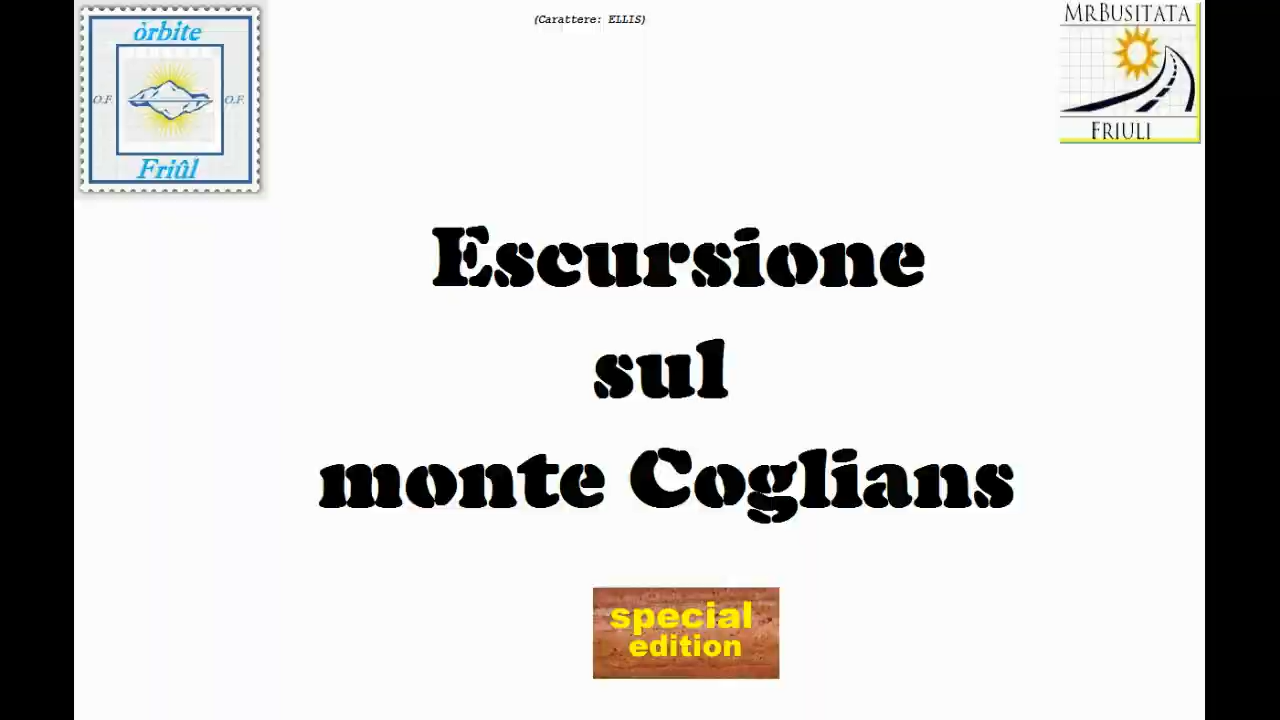 òrbite
O.F.
O.F.
Friûl
(Carattere: ELLIS)
MRBUSITATA
FRIULI
Escursione
sul
monte Coglians
special
edition